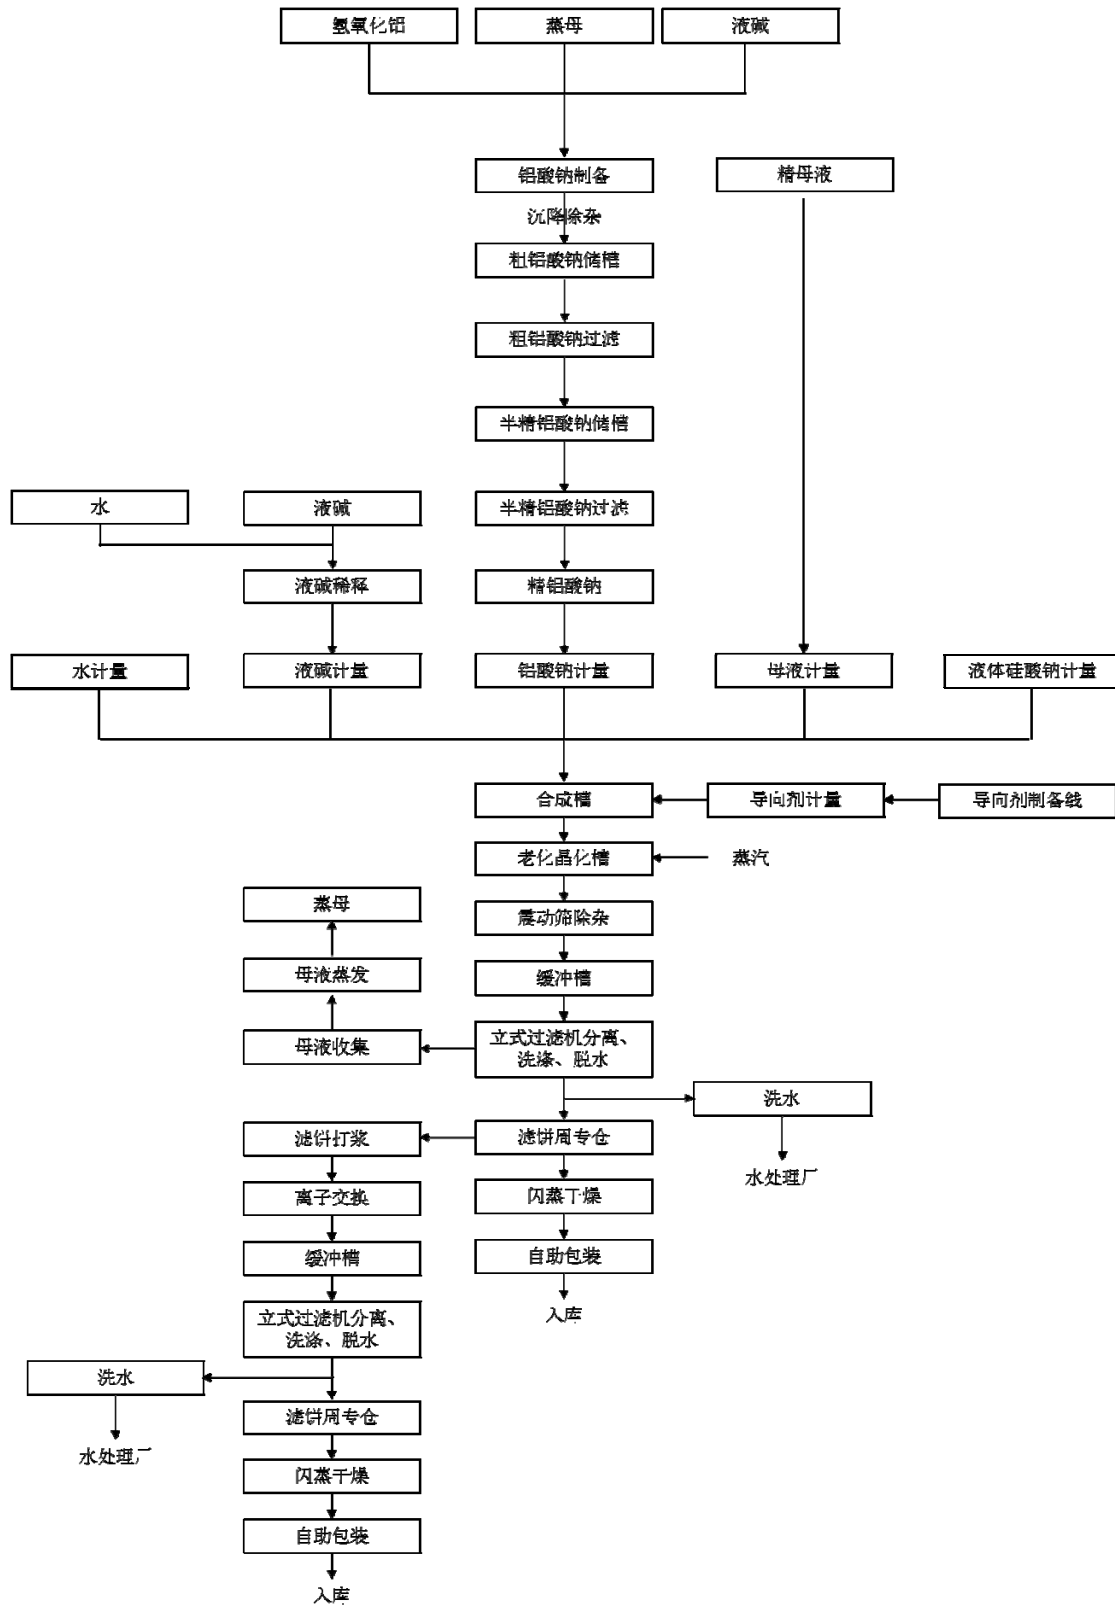 氢氧化铝
蒸母
液碱
铝酸钠制备
精母液
沉降除杂
粗铝酸钠储槽
粗铝酸钠过滤
半精铝酸钠储槽
水
液碱
半精铝酸钠过滤
液碱稀释
精铝酸钠
水计量
液碱计量
铝酸钠计量
母液计量
液体硅酸钠计量
合成槽
导向剂计量
导向剂制备线
老化晶化槽
蒸汽
蒸母
震动筛除杂
母液蒸发
缓冲槽
母液收集
立式过滤机分离、
洗涤、脱水
洗水
滤饼打浆
滤饼周专仓
水处理厂
离子交换
闪蒸干燥
缓冲槽
自助包装
入库
立式过滤机分离、
洗涤、脱水
洗水
滤饼周专仓
水处理厂
闪蒸干燥
自助包装
入库